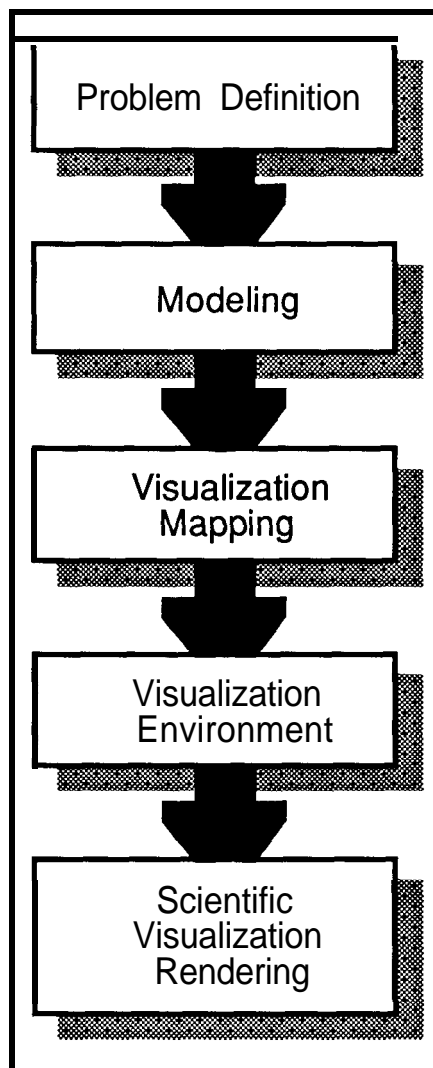 Problem Definition
Modeling
Visualization
Mapping
Visualization
Environment
Scientific
Visualization
Rendering